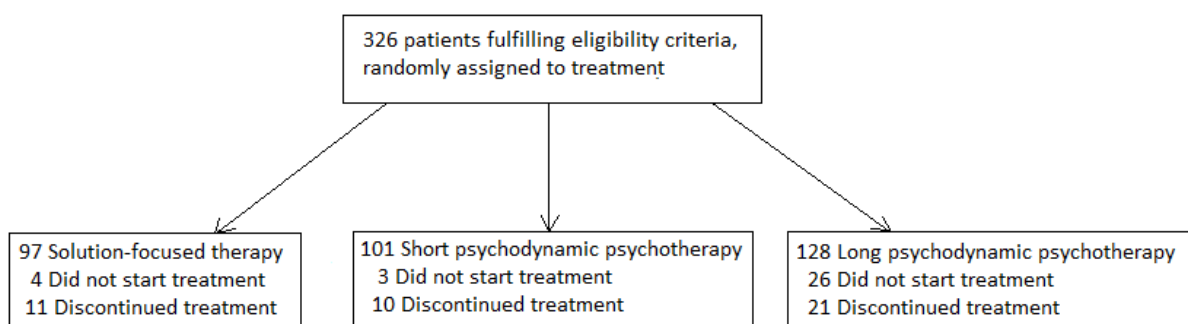 326 patients fulfilling eligibility criteria,
randomly assigned to treatment
97 Solution-focused therapy
4 Did not start treatment
11 Discontinued treatment
101 Short psychodynamic psychotherapy
3 Did not start treatment
10 Discontinued treatment
128 Long psychodynamic psychotherapy
26 Did not start treatment
21 Discontinued treatment